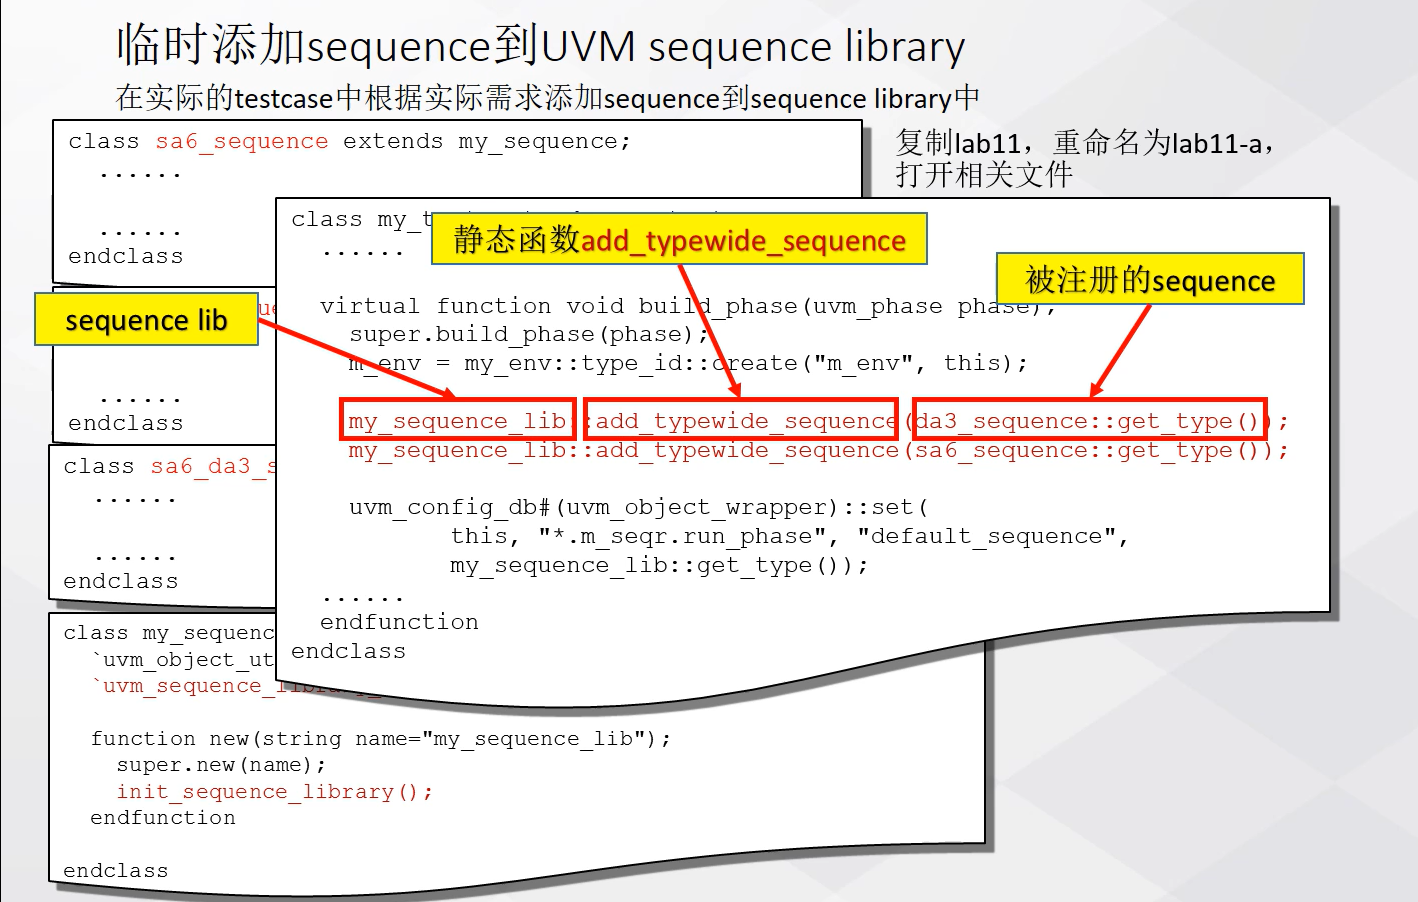 临时添加sequence到UVM sequence library
在实际的testcase中根据实际需求添加sequence到sequence library中
复制lab11，重命名为lab11-a，
打开相关文件
class sa6_sequence extends my_sequence;
......
......
endclass
......
endclass
class sa6_da3_s
......
......
endclass
class my_sequenc
`uvm_object_ut
`uvm_sequence_library_
function new(string name="my_sequence_lib");
super.new(name);
init_sequence_library();
endfunction
endclass
class my_t
......
virtual function void build_phase(uvm_phase phase);
super.build_phase(phase);
m_env = my_env::type_id::create("m_env", this);
my_sequence_lib::add_typewide_sequence(da3_sequence::get_type());
my_sequence_lib::add_typewide_sequence(sa6_sequence::get_type());
uvm_config_db#(uvm_object_wrapper)::set(
this, "*.m_seqr.run_phase", "default_sequence",
my_sequence_lib::get_type());
......
endfunction
endclass
静态函数add_typewide_sequence
被注册的sequence
sequence lib